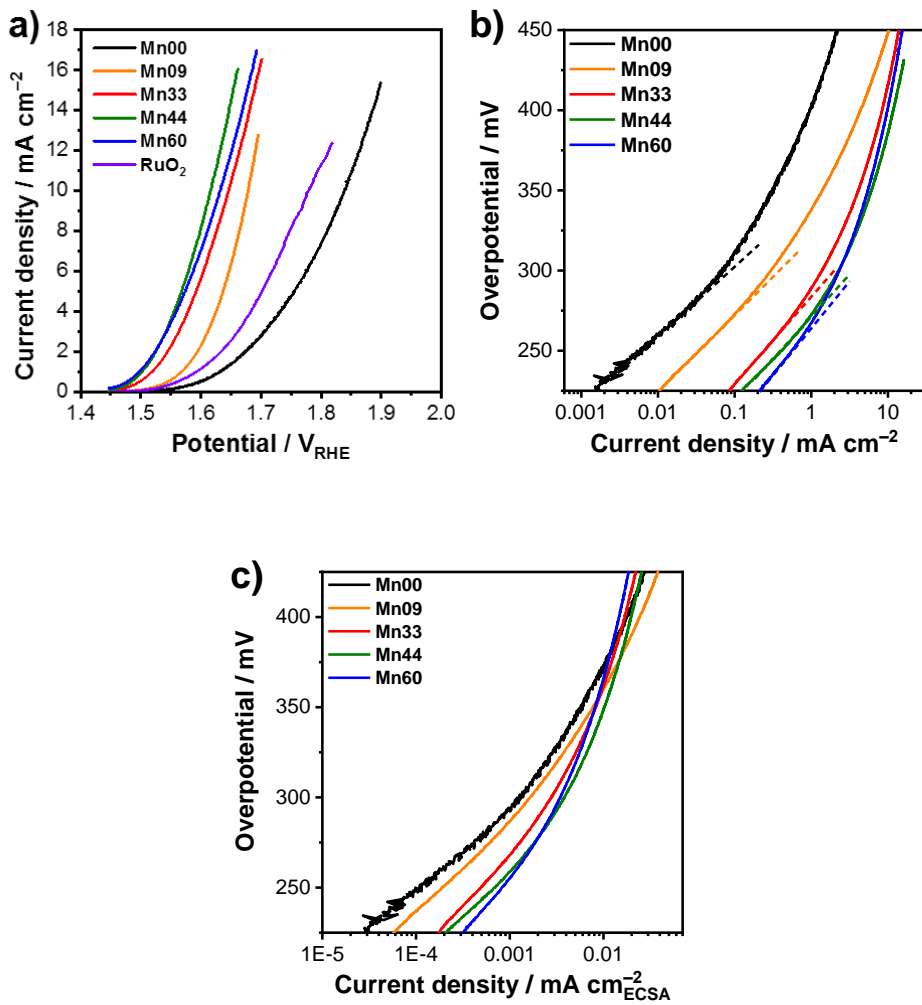 a)
18
16
14
12
10
8
6
4
2
0
Current density / mA cm⁻²
Mn00
Mn09
Mn33
Mn44
Mn60
RuO₂
1.4 1.5 1.6 1.7 1.8 1.9 2.0
Potential / V_RHE
b)
450
400
350
300
250
Overpotential / mV
Mn00
Mn09
Mn33
Mn44
Mn60
0.001 0.01 0.1 1 10
Current density / mA cm⁻²
c)
400
350
300
250
Overpotential / mV
Mn00
Mn09
Mn33
Mn44
Mn60
1E-5 1E-4 0.001 0.01
Current density / mA cm⁻²_ECSA